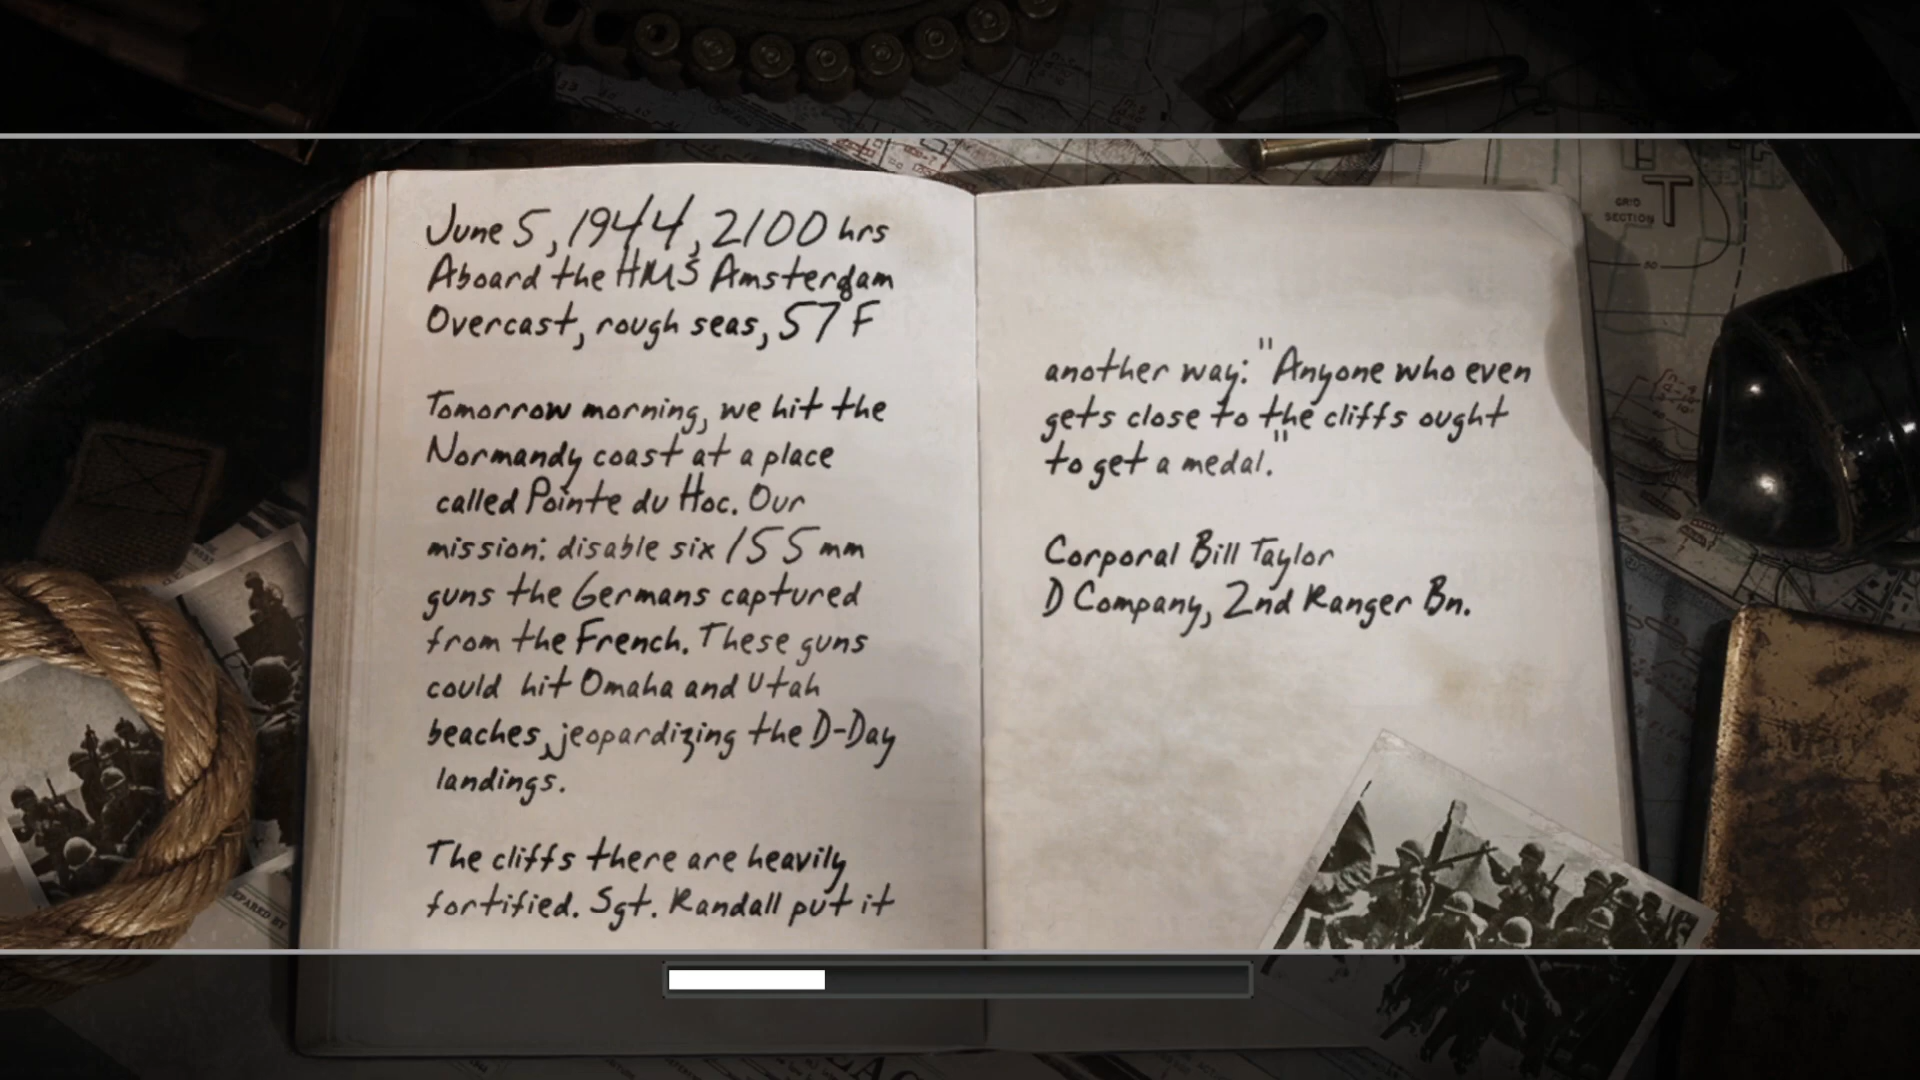 GRID
SECTION
T
June 5, 1944, 2100 hrs
Aboard the HMS Amsterdam
Overcast, rough seas, 57 F
Tomorrow morning, we hit the
Normandy coast at a place
called Pointe du Hoc. Our
mission: disable six 155 mm
guns the Germans captured
from the French. These guns
could hit Omaha and Utah
beaches, jeopardizing the D-Day
landings.
The cliffs there are heavily
fortified. Sgt. Randall put it
another way: "Anyone who even
gets close to the cliffs ought
to get a medal."
Corporal Bill Taylor
D Company, 2nd Ranger Bn.